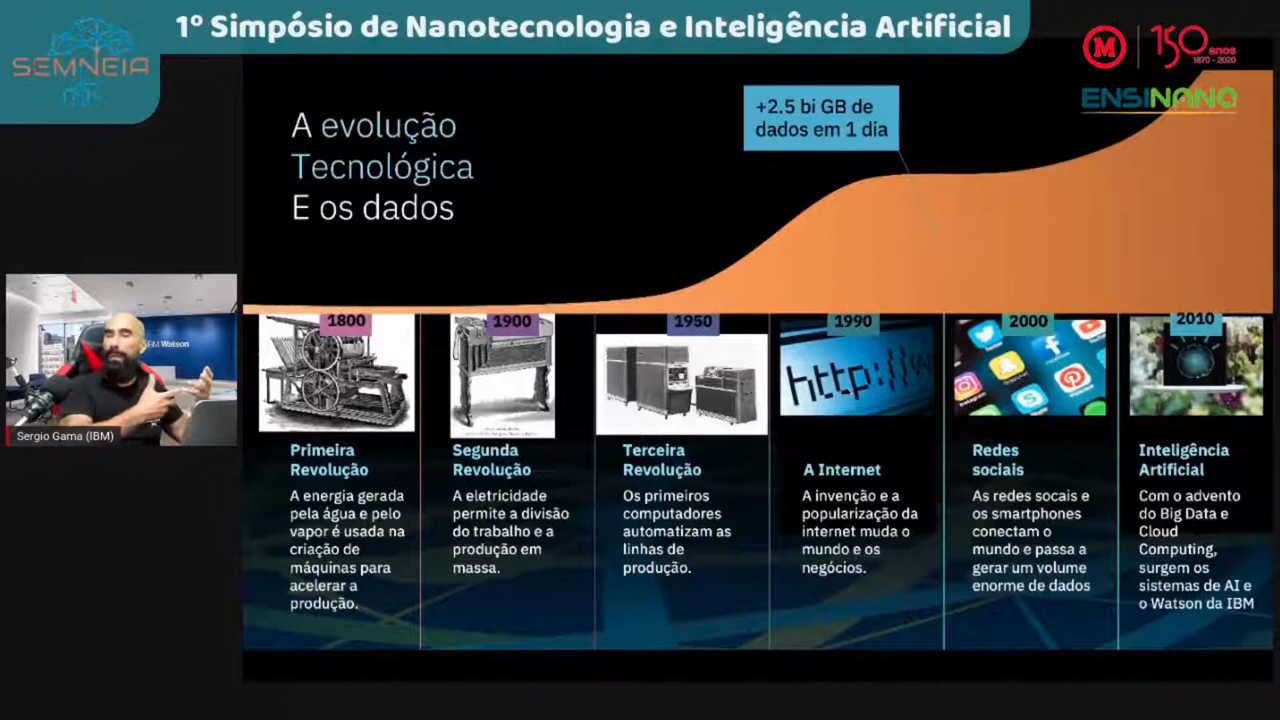 1º Simpósio de Nanotecnologia e Inteligência Artificial
SEMNEIA
MK
M
150 anos
1870 - 2020
ENSINANO
A evolução
Tecnológica
E os dados
+2.5 bi GB de
dados em 1 dia
IBM Watson
Sergio Gama (IBM)
1800
Primeira
Revolução
A energia gerada
pela água e pelo
vapor é usada na
criação de
máquinas para
acelerar a
produção.
1900
Segunda
Revolução
A eletricidade
permite a divisão
do trabalho e a
produção em
massa.
1950
Terceira
Revolução
Os primeiros
computadores
automatizam as
linhas de
produção.
1990
http://
A Internet
A invenção e a
popularização da
internet muda o
mundo e os
negócios.
2000
Redes
sociais
As redes socais e
os smartphones
conectam o
mundo e passa a
gerar um volume
enorme de dados
2010
Inteligência
Artificial
Com o advento
do Big Data e
Cloud
Computing,
surgem os
sistemas de AI e
o Watson da IBM